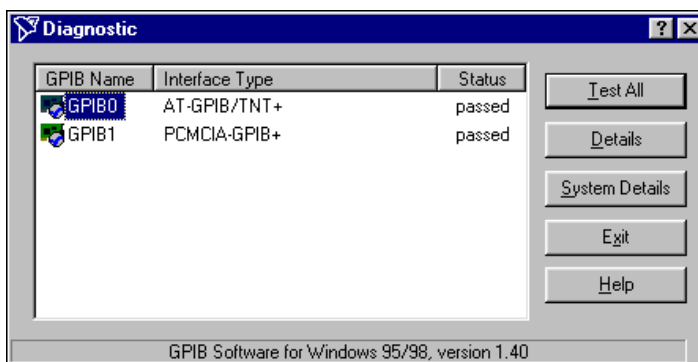 Diagnostic
GPIB Name Interface Type Status
GPIB0 AT-GPIB/TNT+ passed
GPIB1 PCMCIA-GPIB+ passed
Test All
Details
System Details
Exit
Help
GPIB Software for Windows 95/98, version 1.40